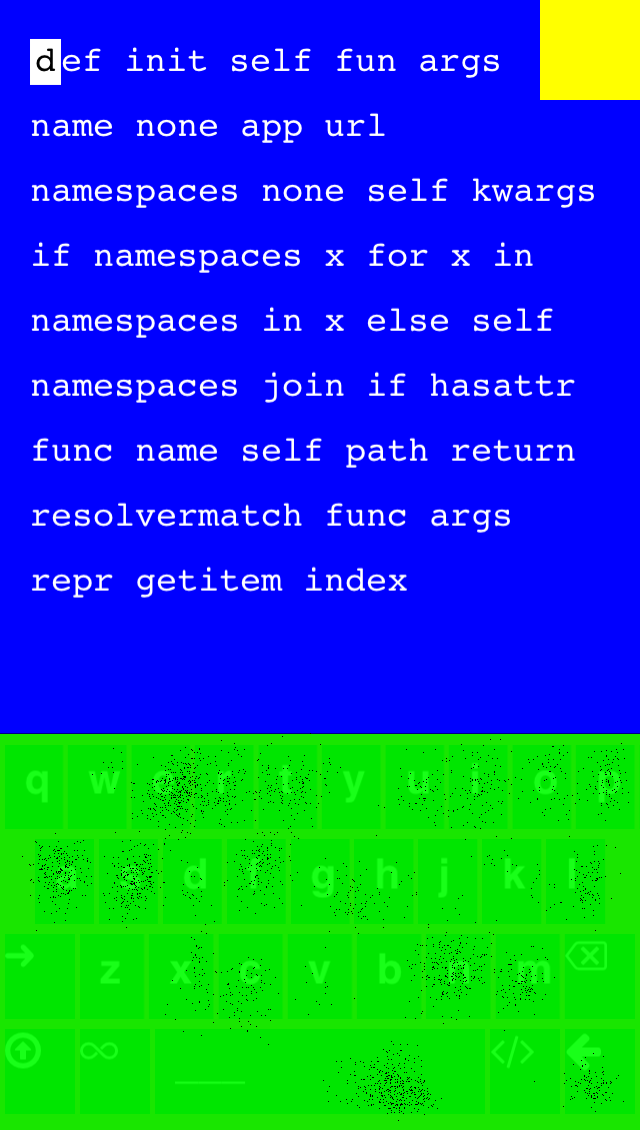 def init self fun args
name none app url
namespaces none self kwargs
if namespaces x for x in
namespaces in x else self
namespaces join if hasattr
func name self path return
resolvermatch func args
repr getitem index
q w e r t y u i o p
a s d f g h j k l
z x c v b n m